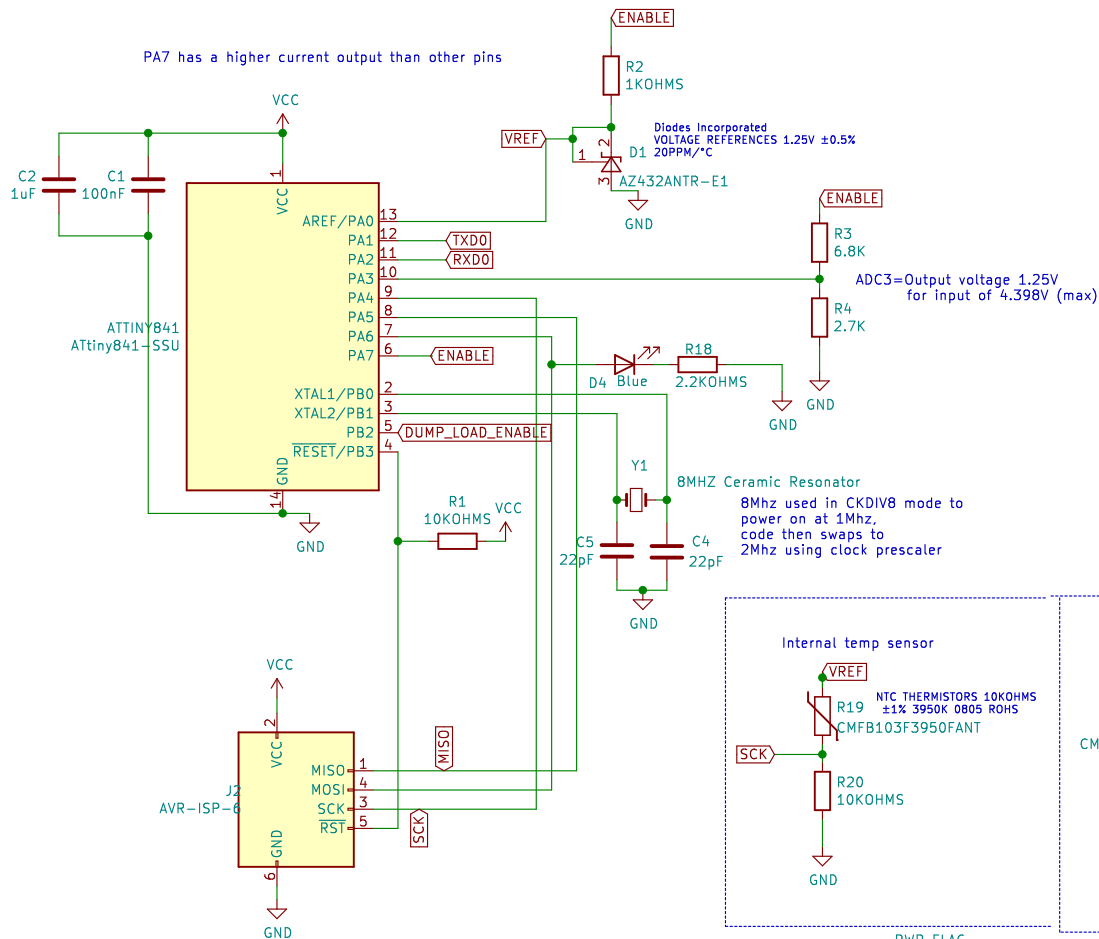 ENABLE
PA7 has a higher current output than other pins
R2
1KOHMS
VCC
VREF
Diodes Incorporated
VOLTAGE REFERENCES 1.25V ±0.5%
20PPM/°C
1
2
3
D1
AZ432ANTR-E1
GND
C2
1uF
C1
100nF
1
VCC
AREF/PA0 13
PA1 12 TXD0
PA2 11 RXD0
PA3 10
PA4 9
PA5 8
PA6 7
PA7 6 ENABLE
XTAL1/PB0 2
XTAL2/PB1 3
PB2 5 DUMP_LOAD_ENABLE
RESET/PB3 4
ATTINY841
ATtiny841-SSU
GND
14
GND
ENABLE
R3
6.8K
ADC3=Output voltage 1.25V
for input of 4.398V (max)
R4
2.7K
GND
D4
Blue
R18
2.2KOHMS
GND
R1
10KOHMS
VCC
Y1
8MHZ Ceramic Resonator
8Mhz used in CKDIV8 mode to
power on at 1Mhz,
code then swaps to
2Mhz using clock prescaler
C5
22pF
C4
22pF
GND
VCC
2
VCC
MISO 1
MOSI 4
SCK 3
RST 5
J2
AVR-ISP-6
GND
6
GND
MISO
SCK
Internal temp sensor
VREF
NTC THERMISTORS 10KOHMS
±1% 3950K 0805 ROHS
R19
CMFB103F3950FANT
SCK
R20
10KOHMS
GND
CM